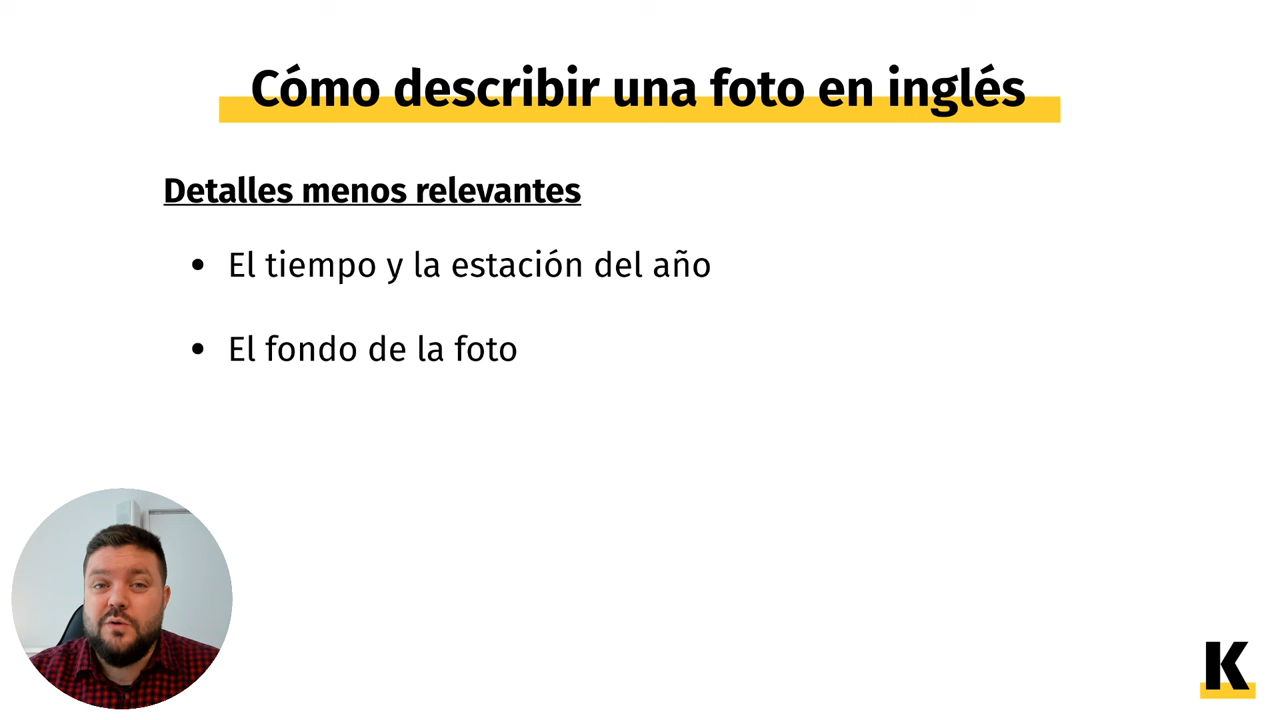 Cómo describir una foto en inglés
Detalles menos relevantes
• El tiempo y la estación del año
• El fondo de la foto
K